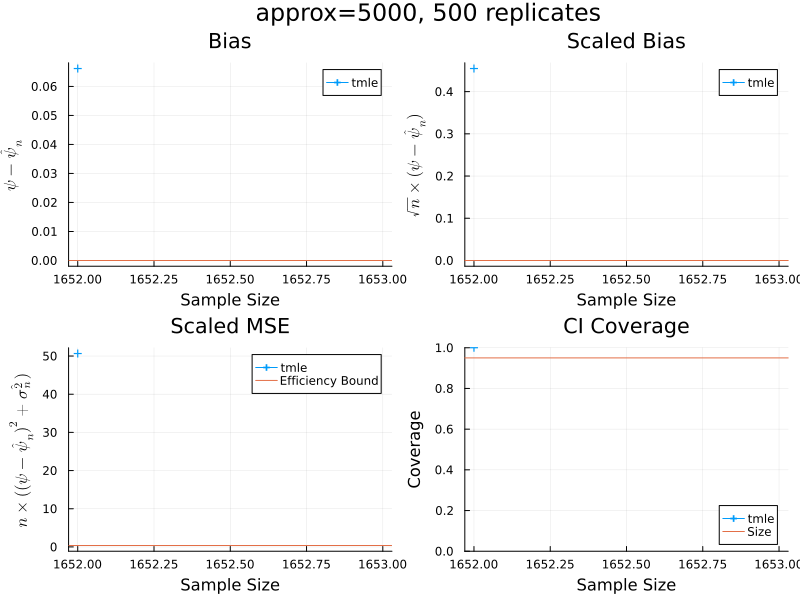 approx=5000, 500 replicates
Bias
ψ − ψ̂ₙ
0.06
0.05
0.04
0.03
0.02
0.01
0.00
tmle
1652.00 1652.25 1652.50 1652.75 1653.00
Sample Size
Scaled Bias
√n × (ψ − ψ̂ₙ)
0.4
0.3
0.2
0.1
0.0
tmle
1652.00 1652.25 1652.50 1652.75 1653.00
Sample Size
Scaled MSE
n × ((ψ − ψ̂ₙ)² + σ̂ₙ²)
50
40
30
20
10
0
tmle
Efficiency Bound
1652.00 1652.25 1652.50 1652.75 1653.00
Sample Size
CI Coverage
Coverage
1.0
0.8
0.6
0.4
0.2
0.0
tmle
Size
1652.00 1652.25 1652.50 1652.75 1653.00
Sample Size